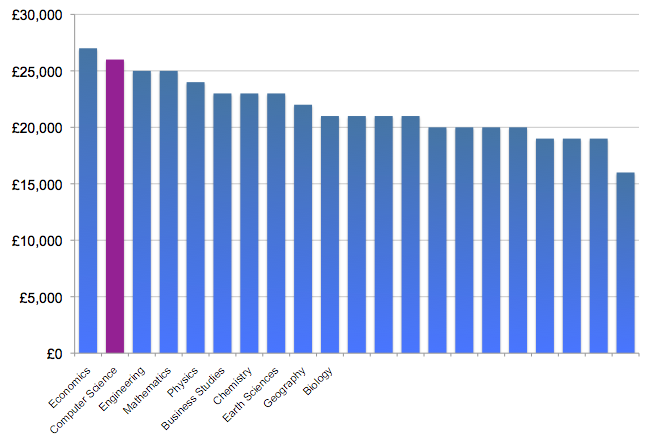 £30,000
£25,000
£20,000
£15,000
£10,000
£5,000
£0
Economics
Computer Science
Engineering
Mathematics
Physics
Business Studies
Chemistry
Earth Sciences
Geography
Biology